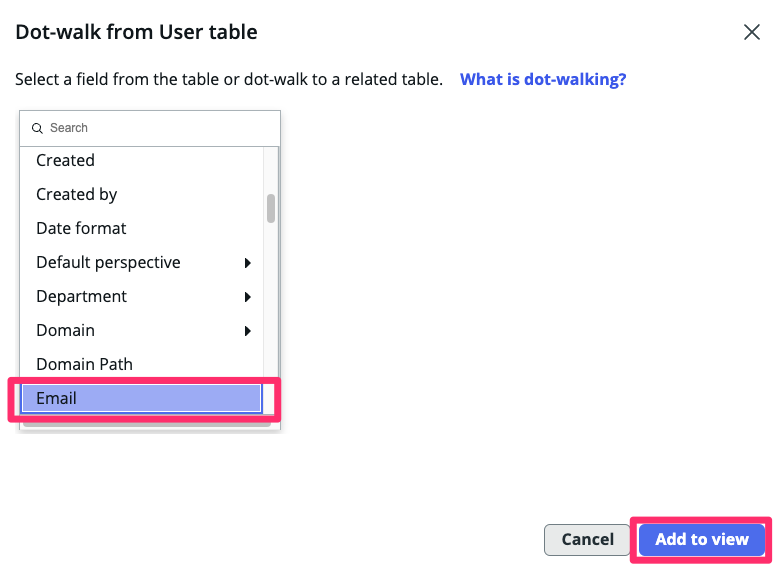 Dot-walk from User table
Select a field from the table or dot-walk to a related table. What is dot-walking?
Search
Created
Created by
Date format
Default perspective
Department
Domain
Domain Path
Email
Cancel Add to view